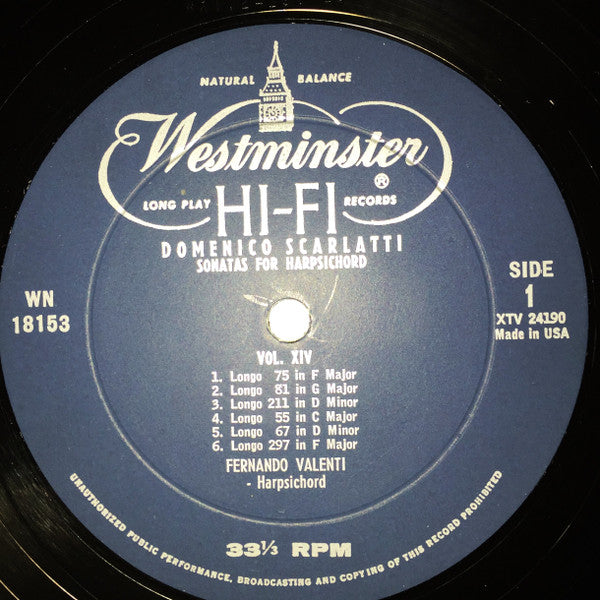 NATURAL BALANCE
Westminster
LONG PLAY HI-FI ® RECORDS
DOMENICO SCARLATTI
SONATAS FOR HARPSICHORD
WN
18153
SIDE
1
XTV 24190
Made in USA
VOL. XIV
1. Longo 75 in F Major
2. Longo 81 in G Major
3. Longo 211 in D Minor
4. Longo 55 in C Major
5. Longo 67 in D Minor
6. Longo 297 in F Major
FERNANDO VALENTI
- Harpsichord
33⅓ RPM
UNAUTHORIZED PUBLIC PERFORMANCE, BROADCASTING AND COPYING OF THIS RECORD PROHIBITED